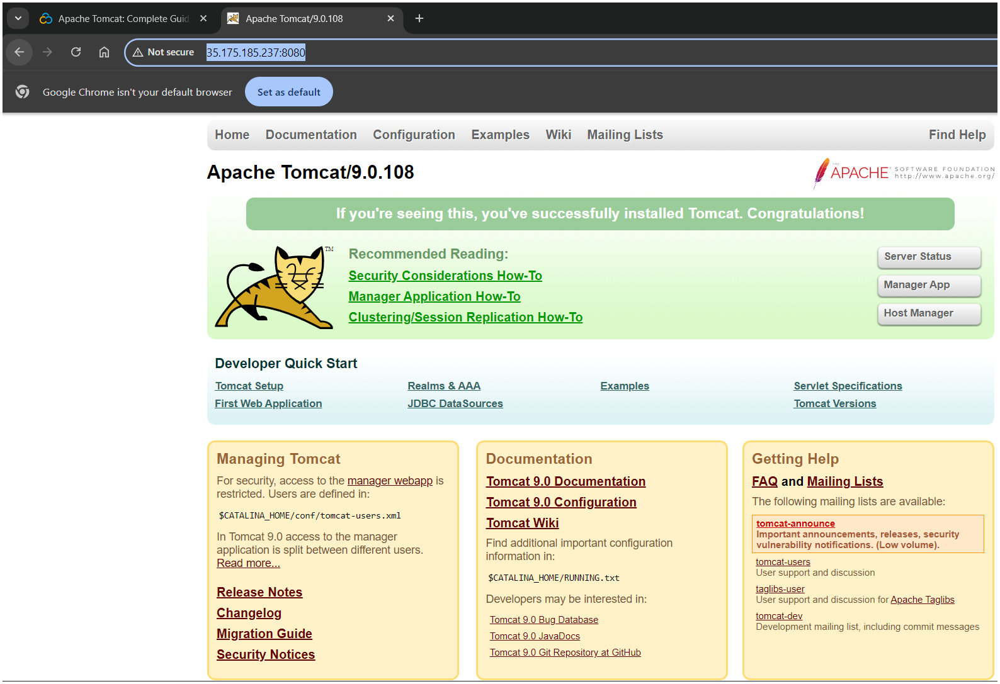 Apache Tomcat: Complete Guid
Apache Tomcat/9.0.108
Not secure 35.175.185.237:8080
Google Chrome isn't your default browser Set as default
Home Documentation Configuration Examples Wiki Mailing Lists Find Help
Apache Tomcat/9.0.108
THE
APACHE SOFTWARE FOUNDATION
http://www.apache.org/
If you're seeing this, you've successfully installed Tomcat. Congratulations!
TM
Recommended Reading:
Security Considerations How-To
Manager Application How-To
Clustering/Session Replication How-To
Server Status
Manager App
Host Manager
Developer Quick Start
Tomcat Setup
First Web Application
Realms & AAA
JDBC DataSources
Examples
Servlet Specifications
Tomcat Versions
Managing Tomcat
For security, access to the manager webapp is
restricted. Users are defined in:
$CATALINA_HOME/conf/tomcat-users.xml
In Tomcat 9.0 access to the manager
application is split between different users.
Read more...
Release Notes
Changelog
Migration Guide
Security Notices
Documentation
Tomcat 9.0 Documentation
Tomcat 9.0 Configuration
Tomcat Wiki
Find additional important configuration
information in:
$CATALINA_HOME/RUNNING.txt
Developers may be interested in:
Tomcat 9.0 Bug Database
Tomcat 9.0 JavaDocs
Tomcat 9.0 Git Repository at GitHub
Getting Help
FAQ and Mailing Lists
The following mailing lists are available:
tomcat-announce
Important announcements, releases, security
vulnerability notifications. (Low volume).
tomcat-users
User support and discussion
taglibs-user
User support and discussion for Apache Taglibs
tomcat-dev
Development mailing list, including commit messages